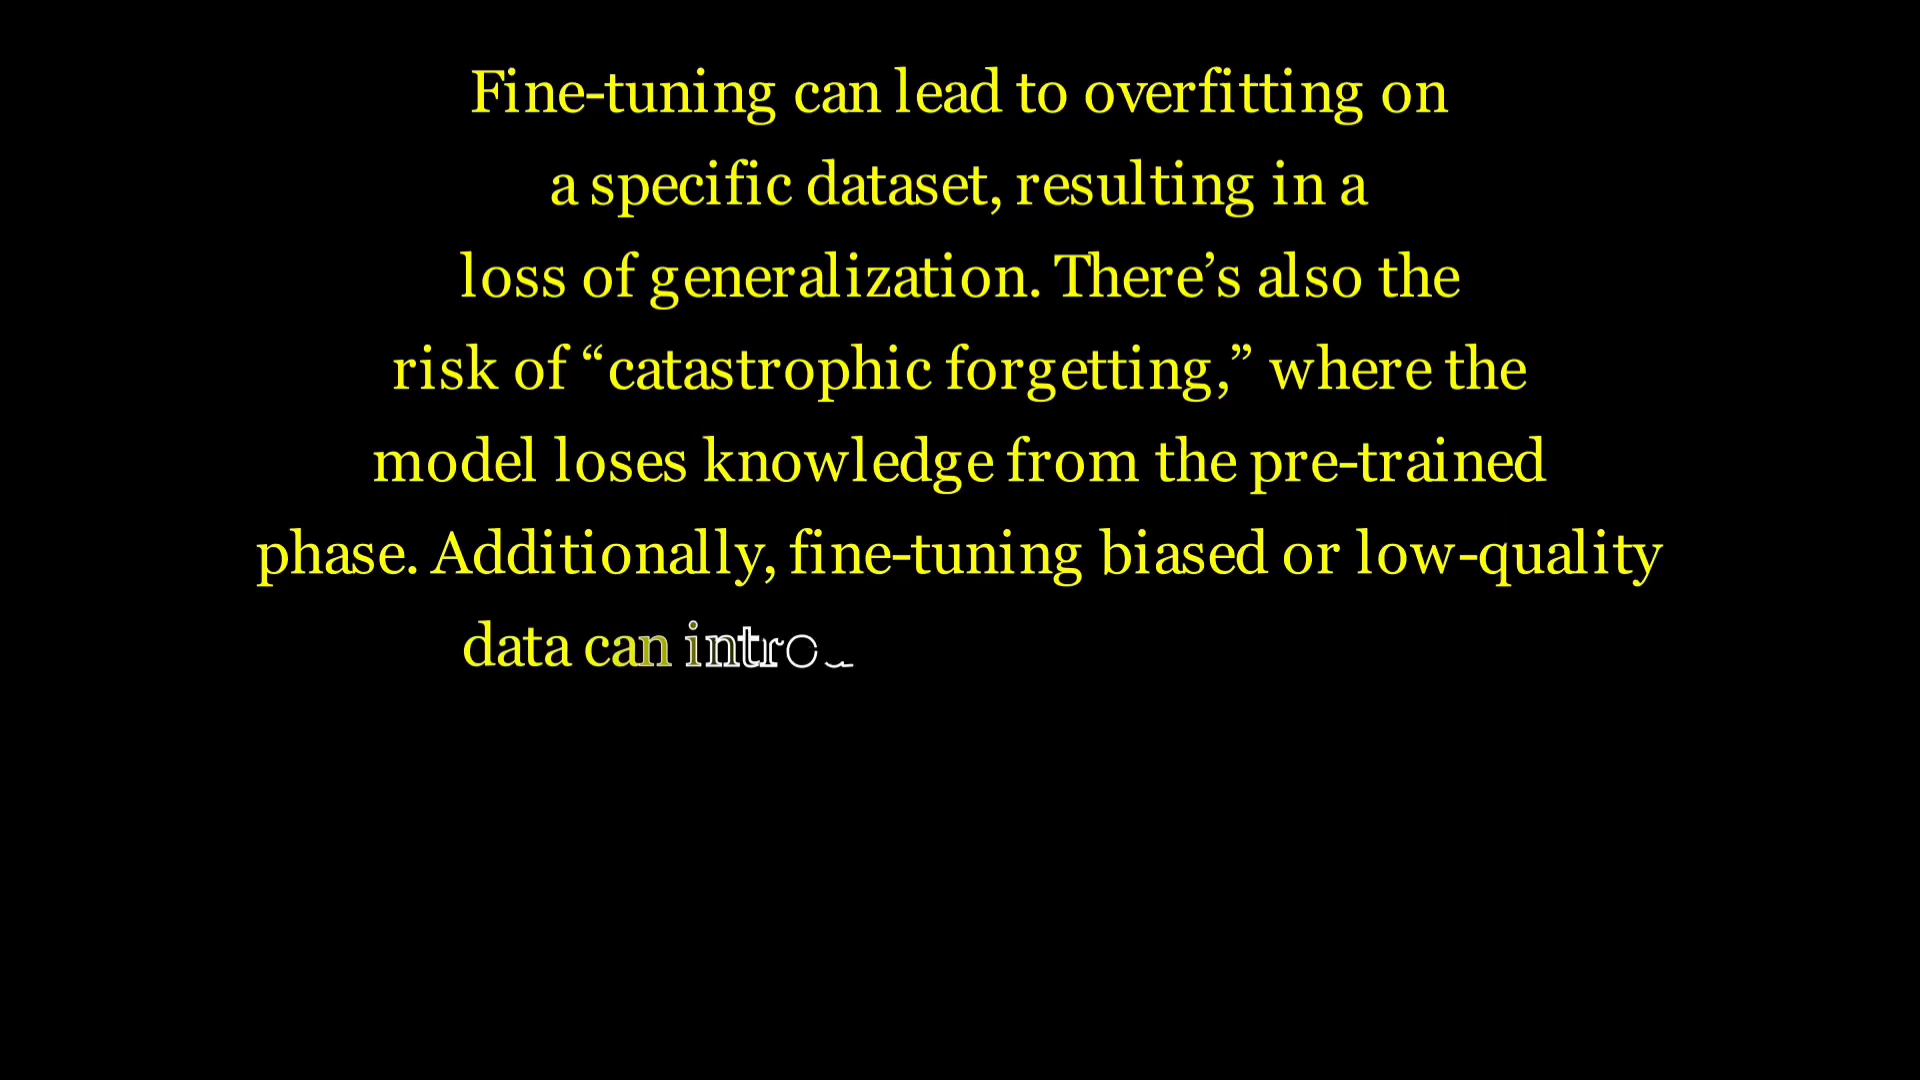 Fine-tuning can lead to overfitting on
a specific dataset, resulting in a
loss of generalization. There’s also the
risk of “catastrophic forgetting,” where the
model loses knowledge from the pre-trained
phase. Additionally, fine-tuning biased or low-quality
data can